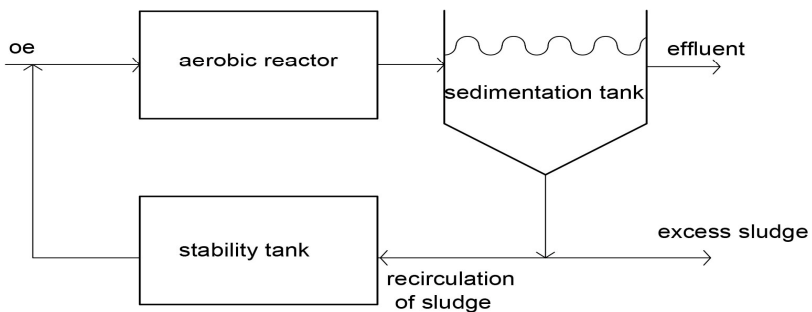 oe
aerobic reactor
sedimentation tank
effluent
stability tank
recirculation
of sludge
excess sludge